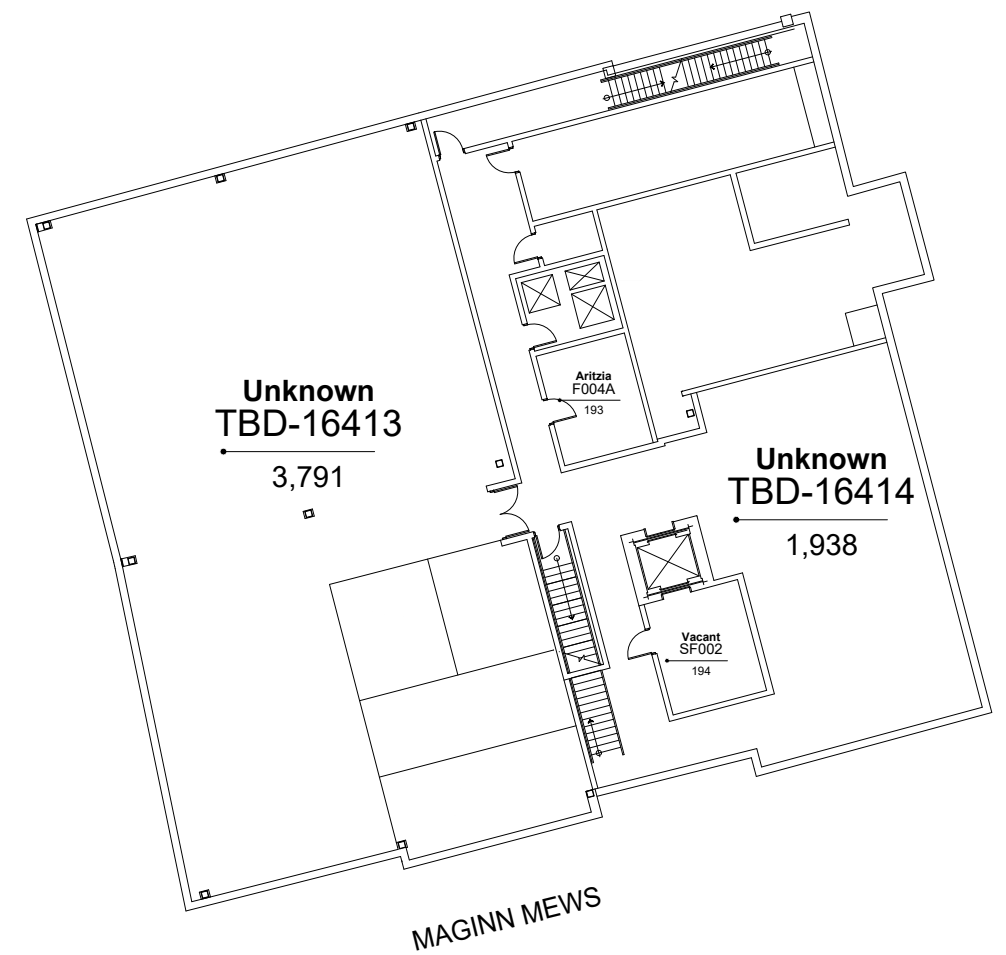 Aritzia
F004A
193
Unknown
TBD-16413
3,791
Unknown
TBD-16414
1,938
Vacant
SF002
194
MAGINN MEWS